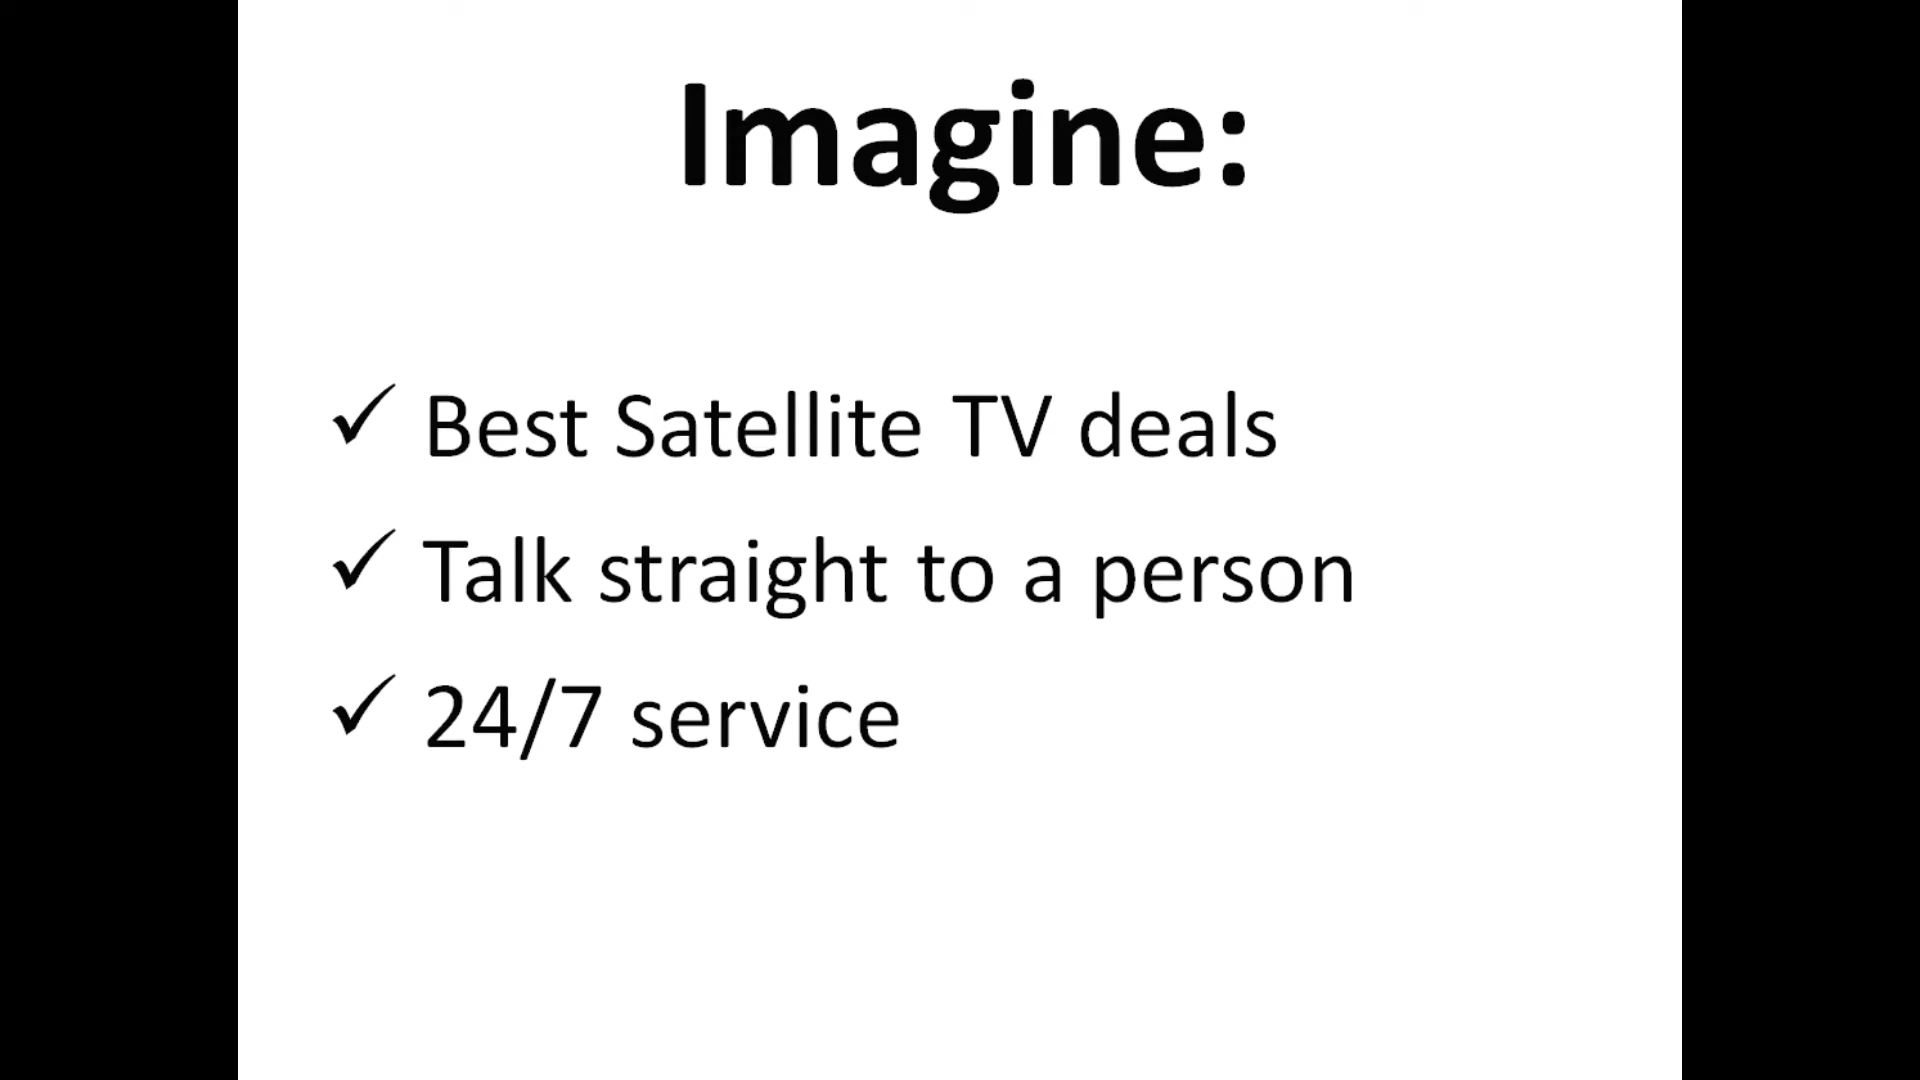 Imagine:
✓ Best Satellite TV deals
✓ Talk straight to a person
✓ 24/7 service